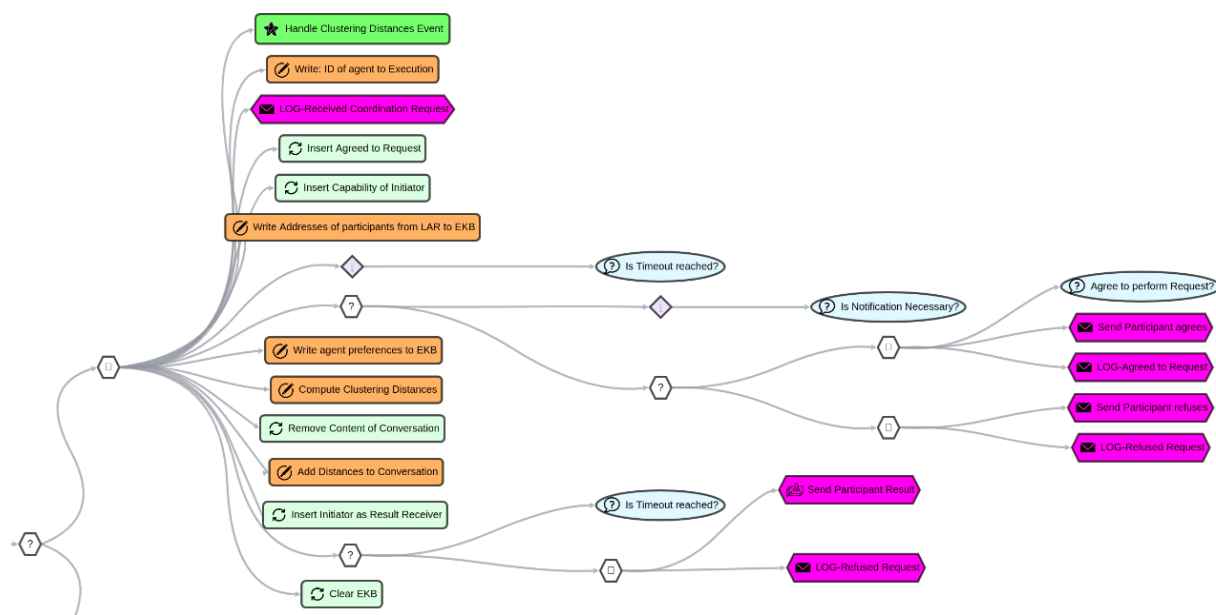 Handle Clustering Distances Event
Write: ID of agent to Execution
LOG-Received Coordination Request
Insert Agreed to Request
Insert Capability of Initiator
Write Addresses of participants from LAR to EKB
? Is Timeout reached?
? Is Notification Necessary?
? Agree to perform Request?
?
Send Participant agrees
Write agent preferences to EKB
LOG-Agreed to Request
?
Compute Clustering Distances
Send Participant refuses
Remove Content of Conversation
LOG-Refused Request
Add Distances to Conversation
Send Participant Result
? Is Timeout reached?
Insert Initiator as Result Receiver
?
?
LOG-Refused Request
Clear EKB